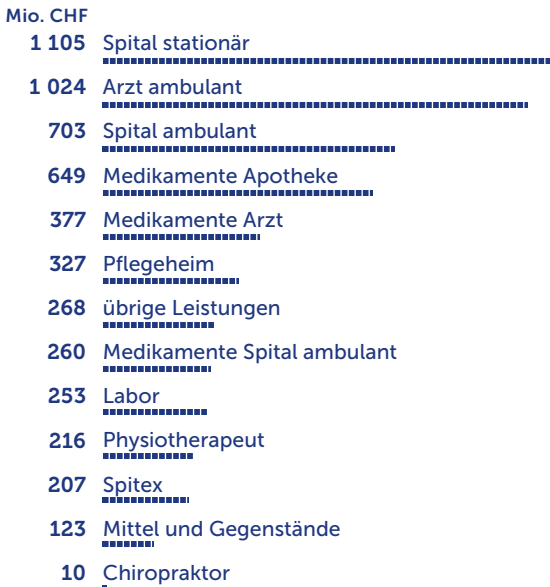 Mio. CHF
1 105 Spital stationär
1 024 Arzt ambulant
703 Spital ambulant
649 Medikamente Apotheke
377 Medikamente Arzt
327 Pflegeheim
268 übrige Leistungen
260 Medikamente Spital ambulant
253 Labor
216 Physiotherapeut
207 Spitex
123 Mittel und Gegenstände
10 Chiropraktor